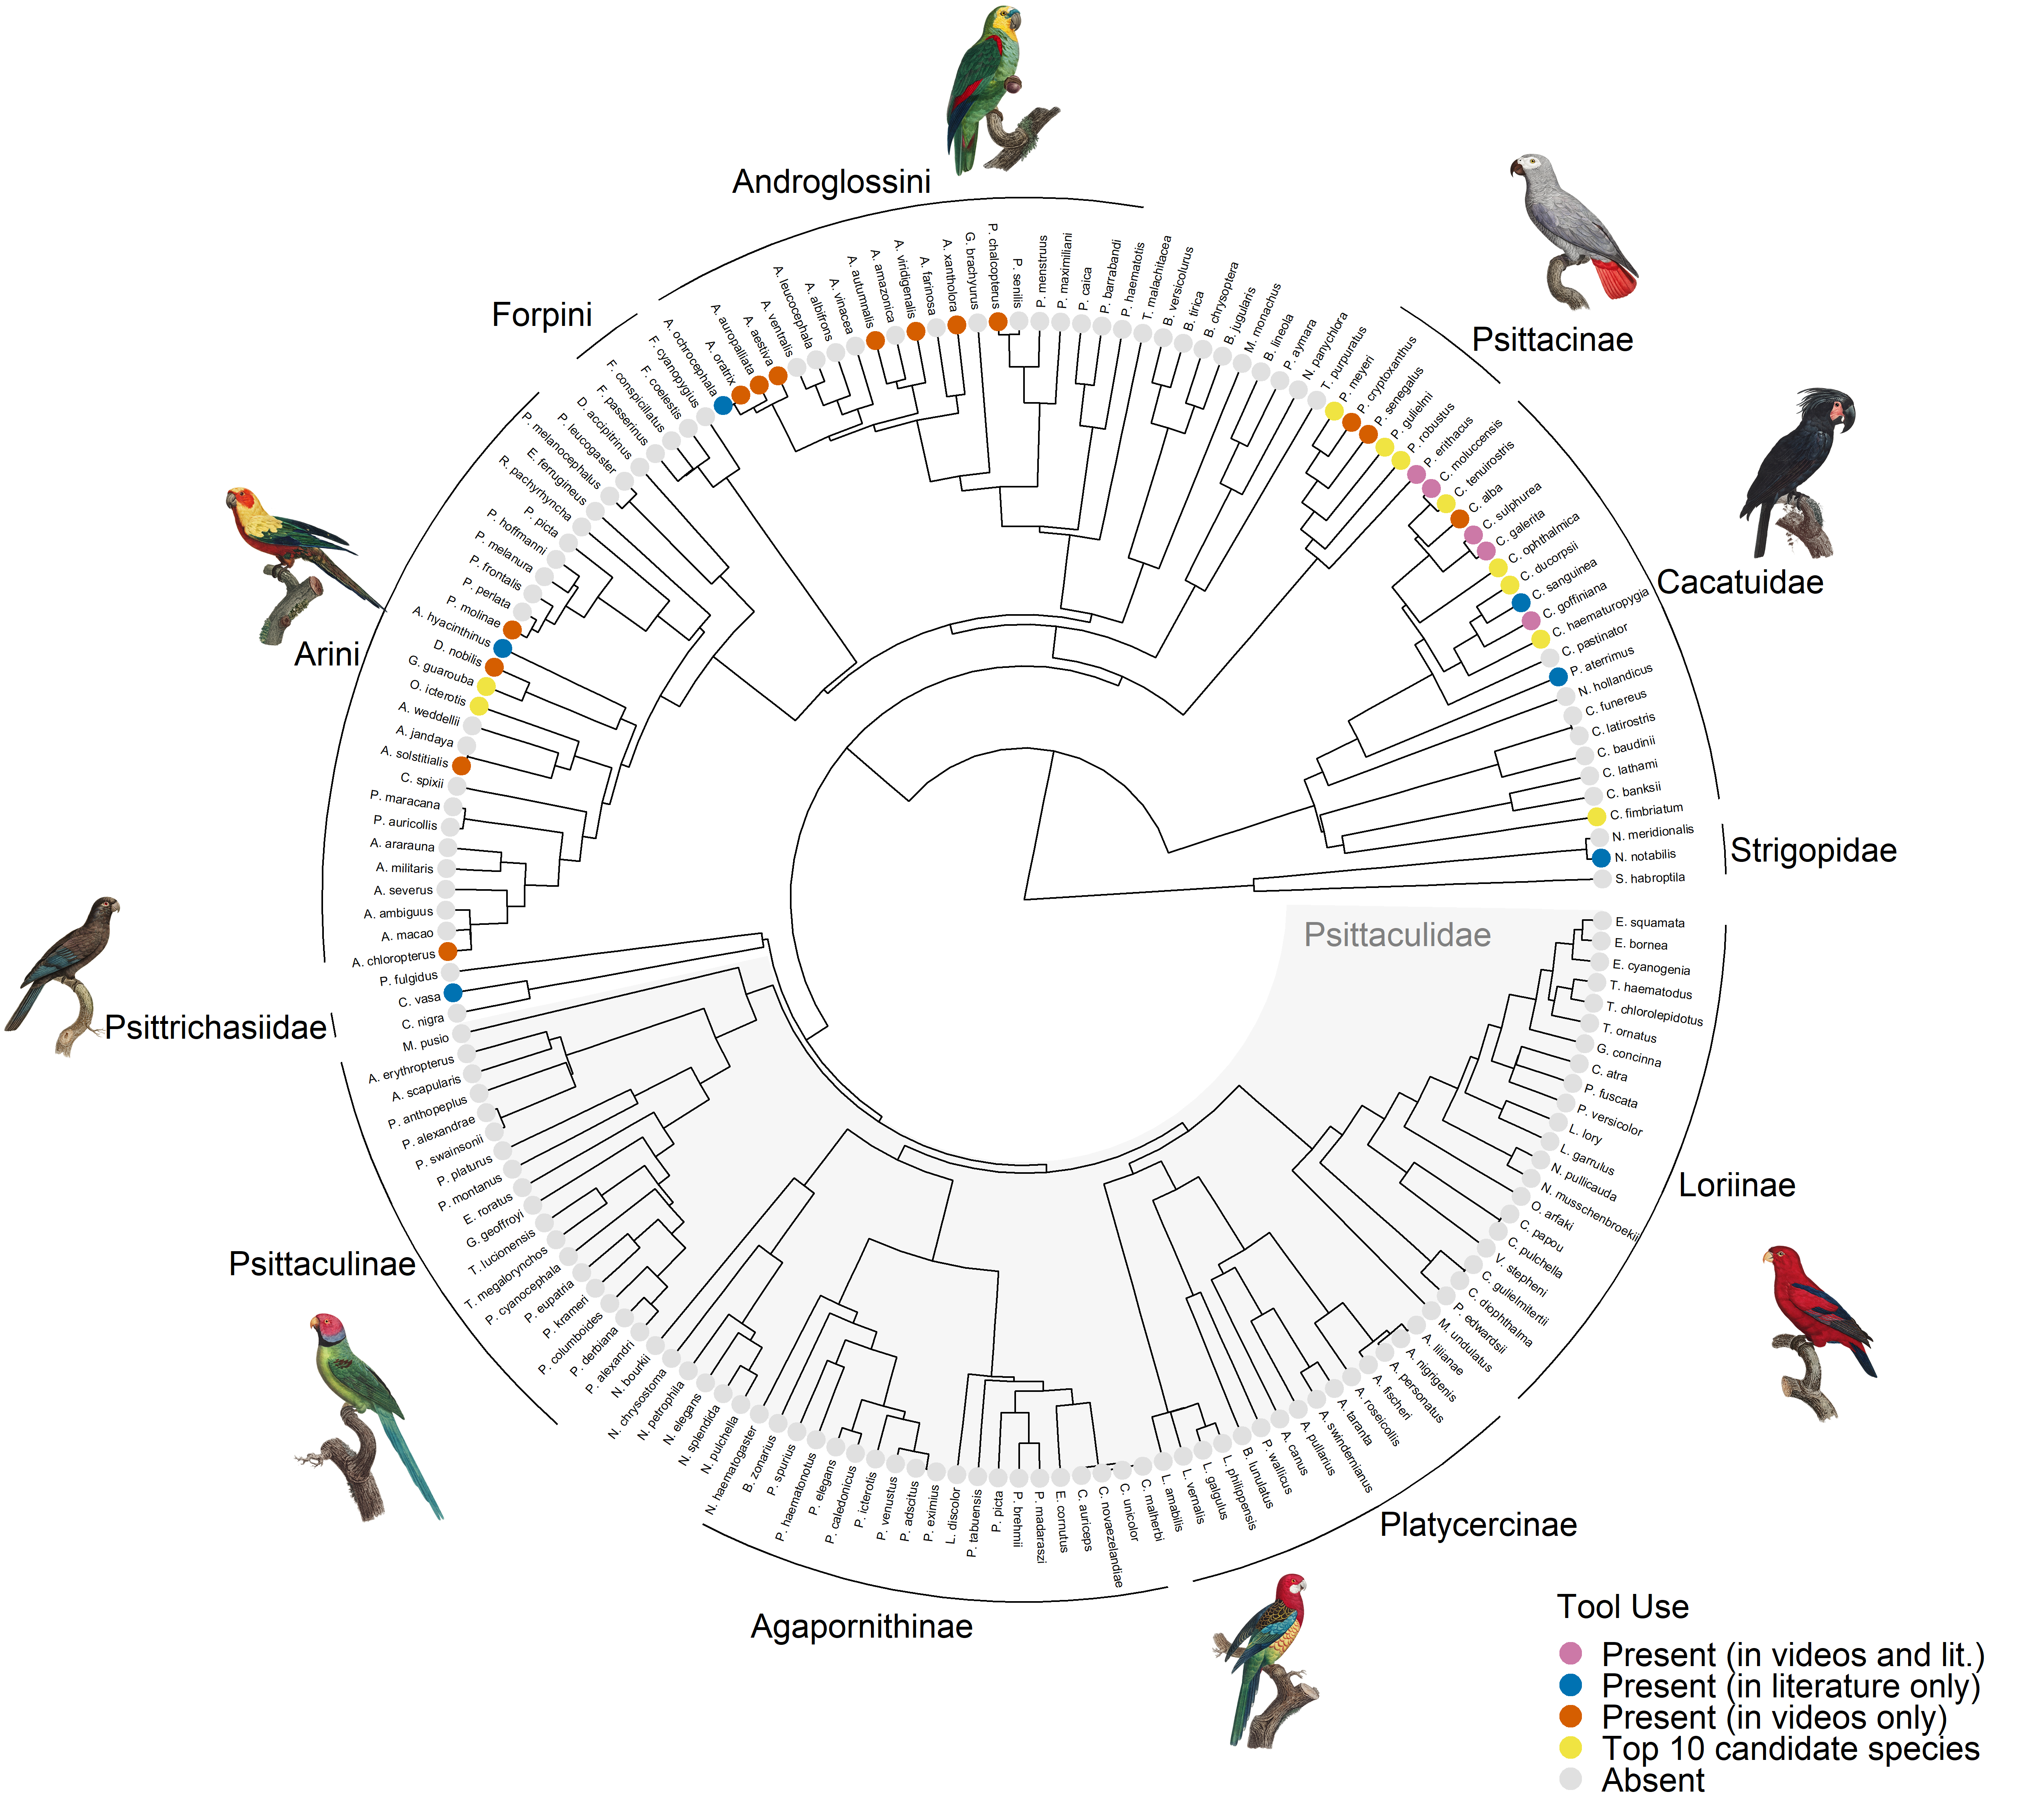 Androglossini
Psittacinae
Forpini
Cacatuidae
Arini
Strigopidae
Psittaculidae
Psittrichasiidae
Loriinae
Psittaculinae
Platycercinae
Agapornithinae
P. fulgidus
A. chloropterus
A. macao
A. ambiguus
A. severus
A. militaris
A. ararauna
P. auricollis
P. maracana
C. spixii
A. solstitialis
A. jandaya
A. weddellii
O. icterotis
G. guarouba
D. nobilis
A. hyacinthinus
P. molinae
P. perlata
P. frontalis
P. melanura
P. hoffmanni
P. picta
R. pachyrhyncha
E. ferrugineus
P. melanocephalus
P. leucogaster
D. accipitrinus
F. passerinus
F. conspicillatus
F. coelestis
F. cyanopygius
A. ochrocephala
A. oratrix
A. auropalliata
A. aestiva
A. ventralis
A. leucocephala
A. albifrons
A. vinacea
A. autumnalis
A. amazonica
A. viridigenalis
A. farinosa
A. xantholora
G. brachyurus
P. chalcopterus
P. senilis
P. menstruus
P. maximiliani
P. caica
P. barrabandi
P. haematotis
T. malachitacea
B. versicolurus
B. tirica
B. chrysoptera
B. jugularis
M. monachus
B. lineola
P. aymara
N. panychlora
T. purpuratus
P. meyeri
P. cryptoxanthus
P. senegalus
P. gulielmi
P. robustus
P. erithacus
C. moluccensis
C. tenuirostris
C. alba
C. sulphurea
C. galerita
C. ophthalmica
C. ducorpsii
C. sanguinea
C. goffiniana
C. haematuropygia
C. pastinator
P. aterrimus
N. hollandicus
C. funereus
C. latirostris
C. baudinii
C. lathami
C. banksii
C. fimbriatum
N. meridionalis
N. notabilis
S. habroptila
E. squamata
E. bornea
E. cyanogenia
T. haematodus
T. chlorolepidotus
T. ornatus
G. concinna
C. atra
P. fuscata
P. versicolor
L. lory
L. garrulus
N. pullicauda
N. musschenbroekii
O. arfaki
C. papou
C. pulchella
V. stepheni
C. gulielmitertii
C. diophthalma
P. edwardsii
M. undulatus
A. lilianae
A. nigrigenis
A. personatus
A. fischeri
A. roseicollis
A. taranta
A. swindernianus
A. pullarius
A. canus
P. wallicus
B. lunulatus
L. philippensis
L. galgulus
L. vernalis
L. amabilis
C. malherbi
C. unicolor
C. novaezelandiae
C. auriceps
E. cornutus
P. madaraszi
P. brehmii
P. picta
P. tabuensis
L. discolor
P. eximius
P. adscitus
P. venustus
P. icterotis
P. caledonicus
P. elegans
P. haematonotus
P. spurius
B. zonarius
N. haematogaster
N. pulchella
N. splendida
N. elegans
N. petrophila
N. chrysostoma
N. bourkii
P. alexandri
P. derbiana
P. columboides
P. krameri
P. eupatria
P. cyanocephala
T. megalorynchos
T. lucionensis
G. geoffroyi
E. roratus
P. montanus
P. platurus
P. swainsonii
P. alexandrae
P. anthopeplus
A. scapularis
A. erythropterus
M. pusio
C. nigra
C. vasa
Tool Use
Present (in videos and lit.)
Present (in literature only)
Present (in videos only)
Top 10 candidate species
Absent